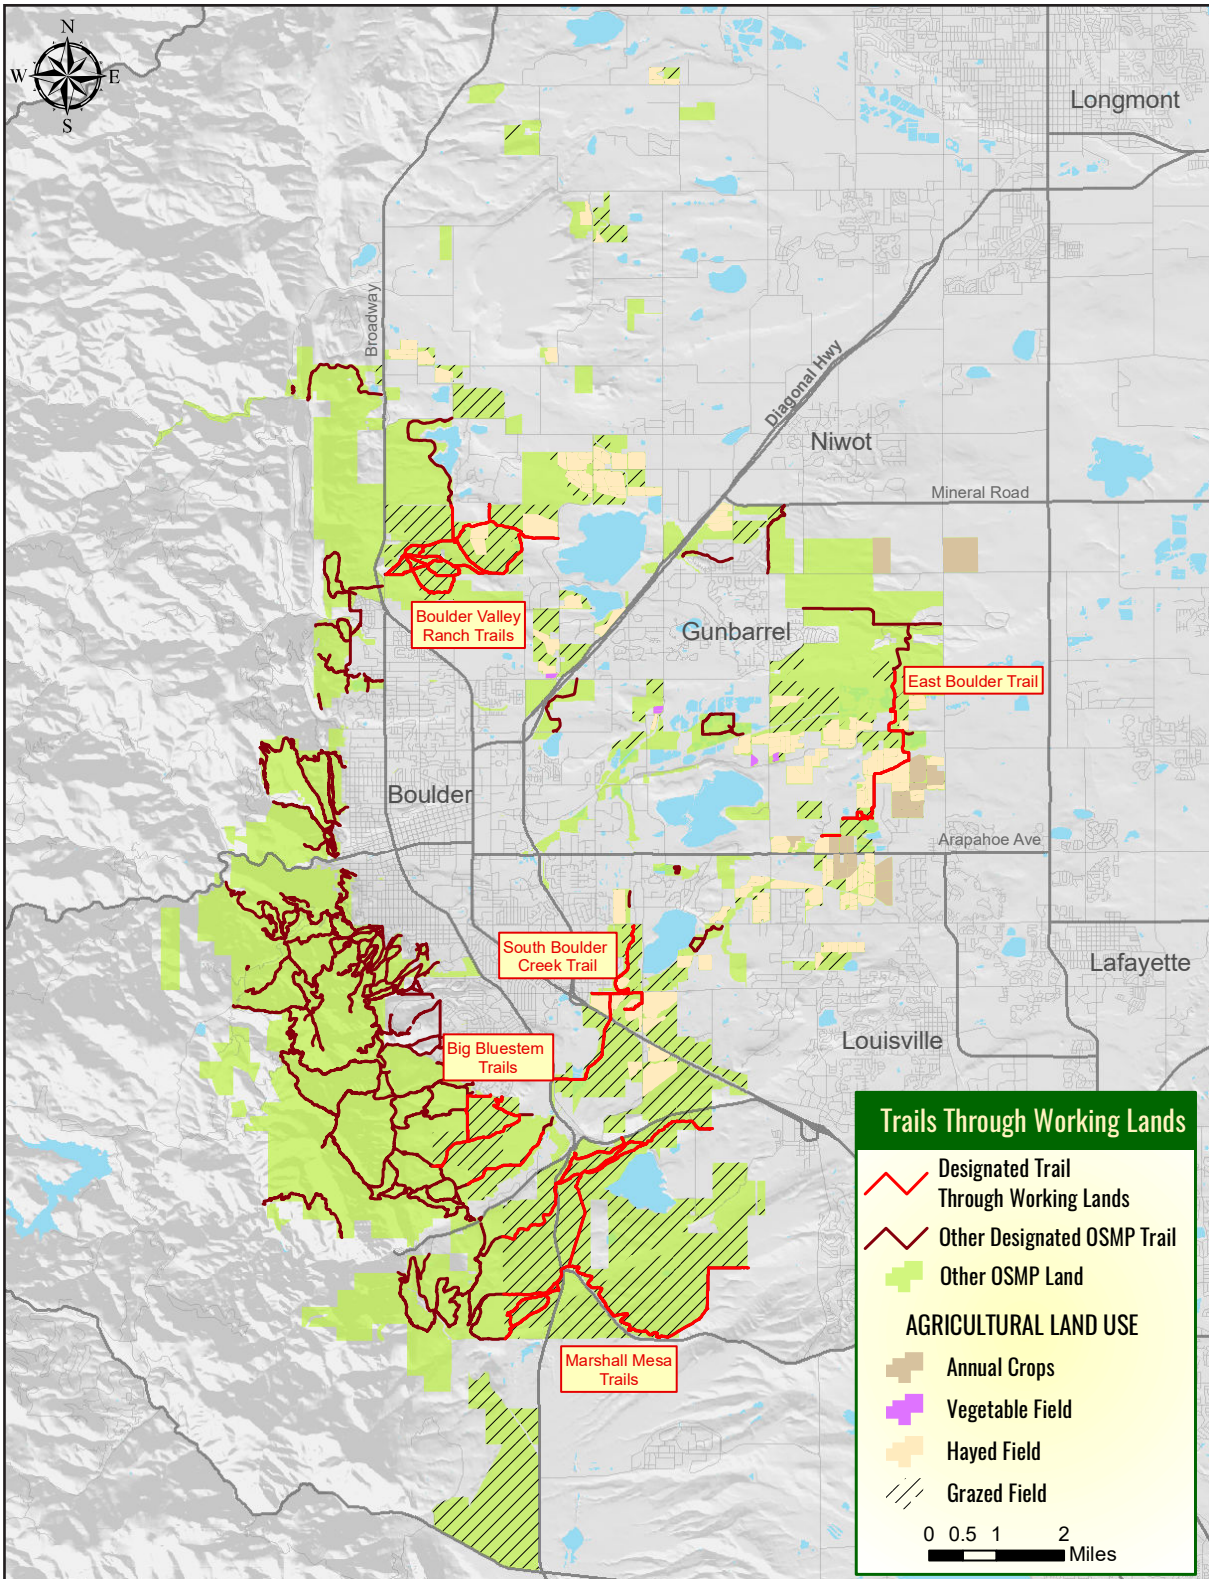 N
W
E
S
Longmont
Broadway
Diagonal Hwy
Niwot
Mineral Road
Boulder Valley
Ranch Trails
Gunbarrel
East Boulder Trail
Boulder
Arapahoe Ave
South Boulder
Creek Trail
Lafayette
Big Bluestem
Trails
Louisville
Marshall Mesa
Trails
Trails Through Working Lands
Designated Trail
Through Working Lands
Other Designated OSMP Trail
Other OSMP Land
AGRICULTURAL LAND USE
Annual Crops
Vegetable Field
Hayed Field
Grazed Field
0 0.5 1 2
Miles